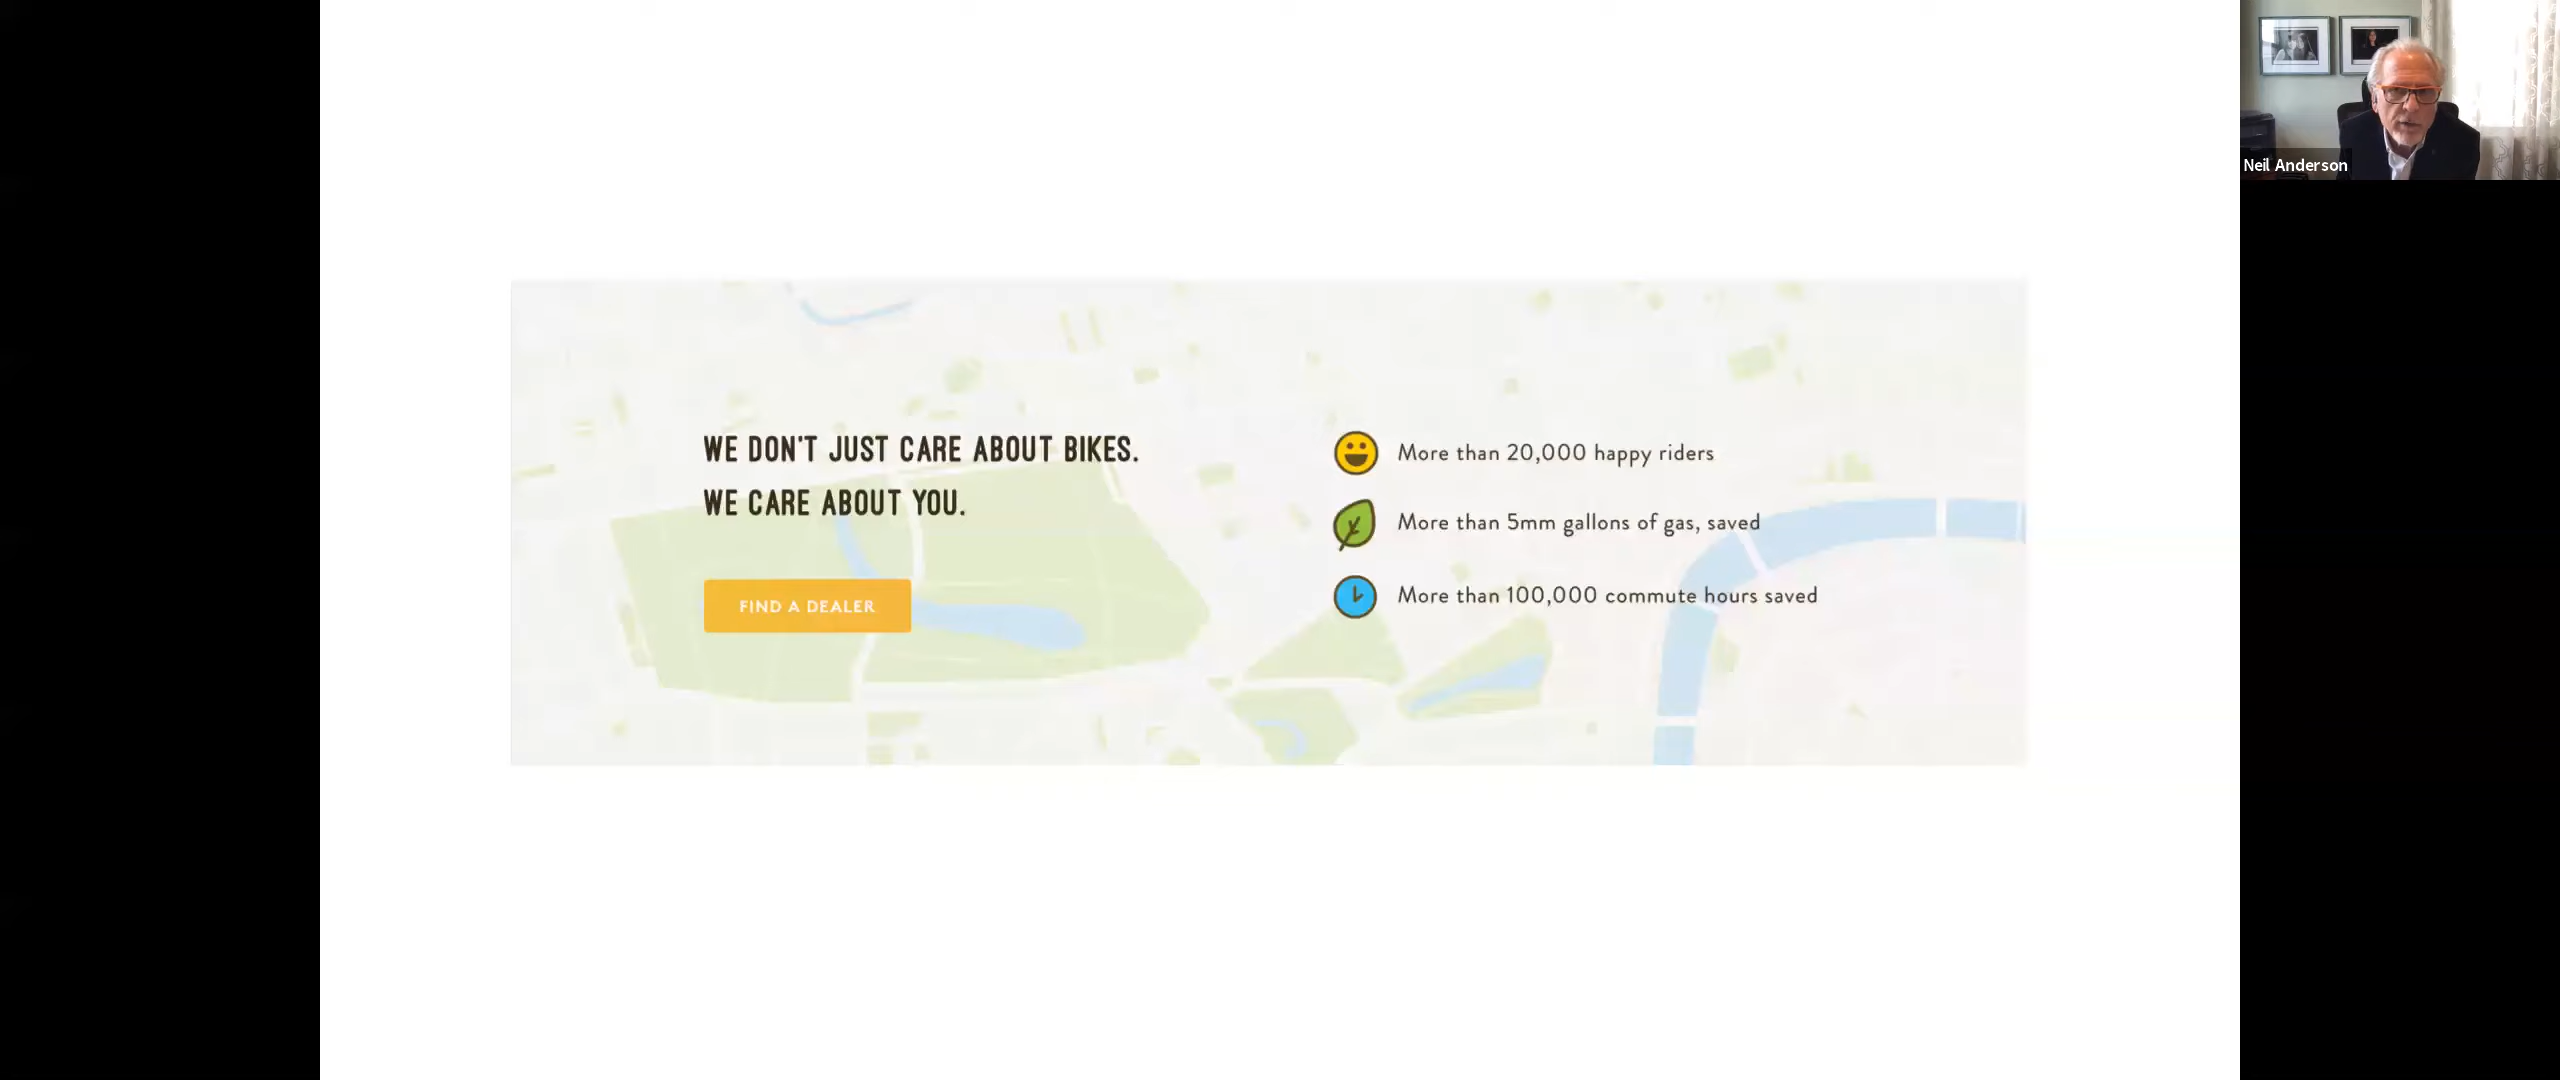 Neil Anderson
WE DON'T JUST CARE ABOUT BIKES.
WE CARE ABOUT YOU.
FIND A DEALER
More than 20,000 happy riders
More than 5mm gallons of gas, saved
More than 100,000 commute hours saved